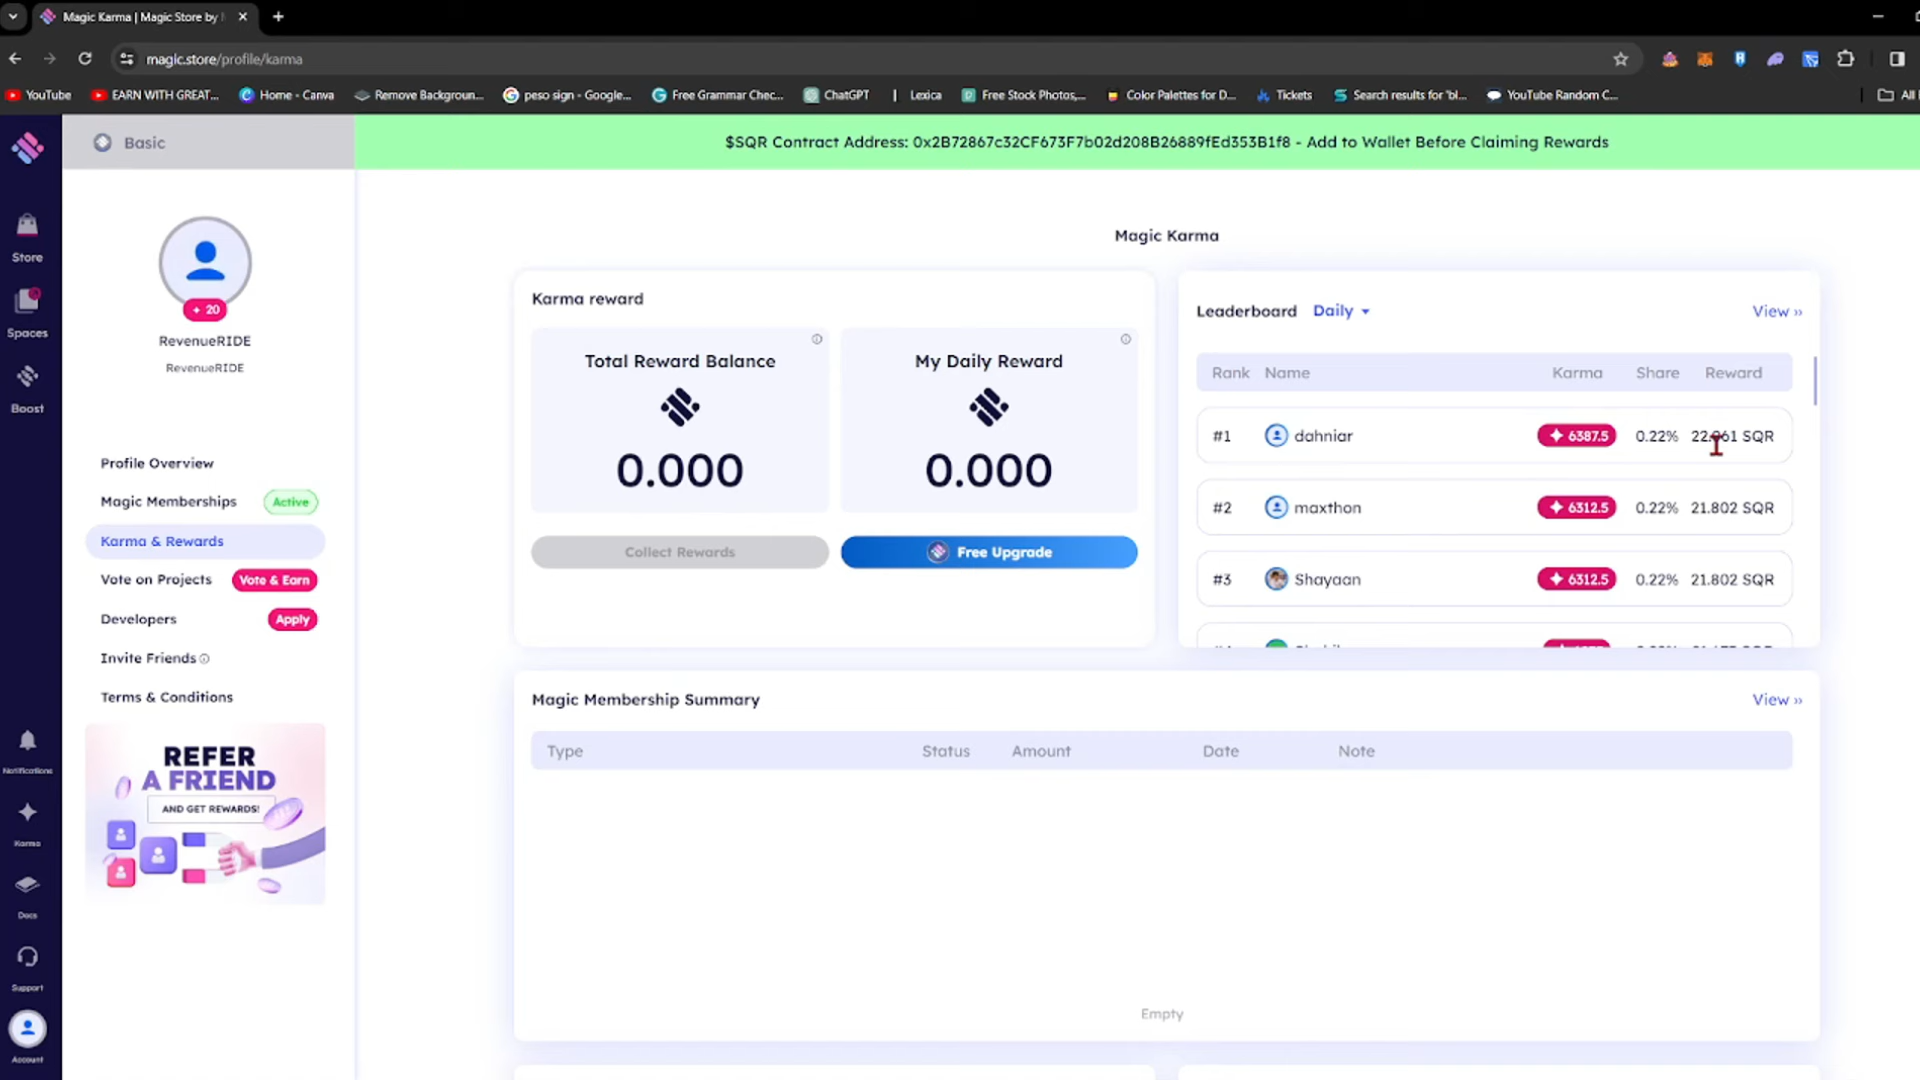 Magic Karma | Magic Store by
magic.store/profile/karma
YouTube
EARN WITH GREAT...
Home - Canva
Remove Backgroun...
peso sign - Google...
Free Grammar Chec...
ChatGPT
Lexica
Free Stock Photos,...
Color Palettes for D...
Tickets
Search results for 'bl...
YouTube Random C...
All
Basic
$SQR Contract Address: 0x2B72867c32CF673F7b02d208B26889fEd353B1f8 - Add to Wallet Before Claiming Rewards
Store
Spaces
Boost
Notifications
Karma
Docs
Support
Account
+ 20
RevenueRIDE
RevenueRIDE
Profile Overview
Magic Memberships Active
Karma & Rewards
Vote on Projects Vote & Earn
Developers Apply
Invite Friends
Terms & Conditions
REFER
A FRIEND
AND GET REWARDS!
Magic Karma
Karma reward
Total Reward Balance
0.000
My Daily Reward
0.000
Collect Rewards
Free Upgrade
Leaderboard Daily View »
Rank Name Karma Share Reward
#1 dahniar 6387.5 0.22% SQR
#2 maxthon 6312.5 0.22% 21.802 SQR
#3 Shayaan 6312.5 0.22% 21.802 SQR
Magic Membership Summary View »
Type Status Amount Date Note
Empty